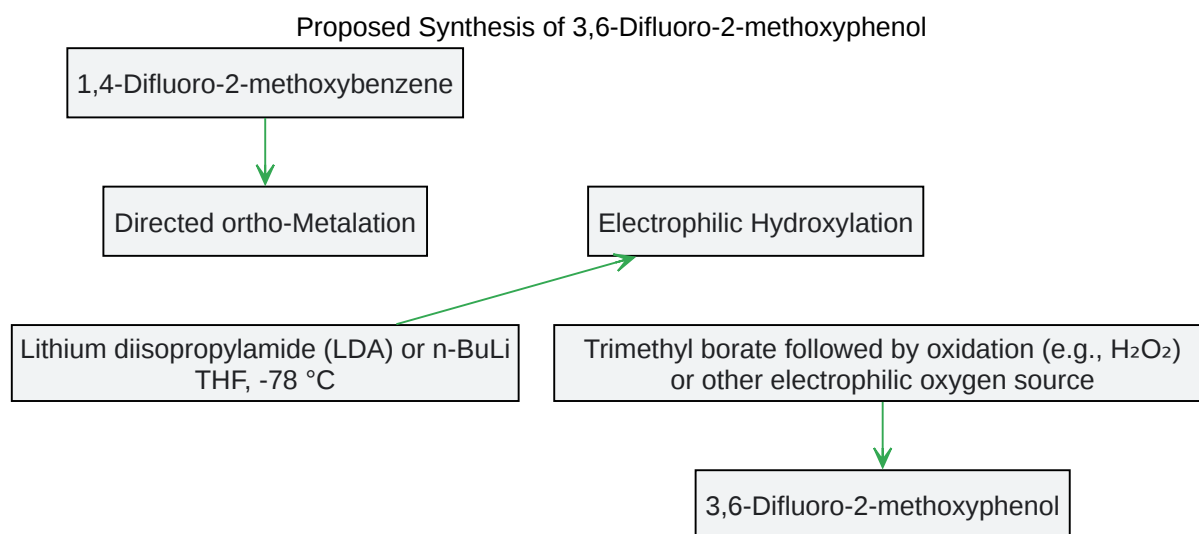 Proposed Synthesis of 3,6-Difluoro-2-methoxyphenol
1,4-Difluoro-2-methoxybenzene
Directed ortho-Metalation
Electrophilic Hydroxylation
Lithium diisopropylamide (LDA) or n-BuLi
THF, -78 °C
Trimethyl borate followed by oxidation (e.g., H₂O₂)
or other electrophilic oxygen source
3,6-Difluoro-2-methoxyphenol